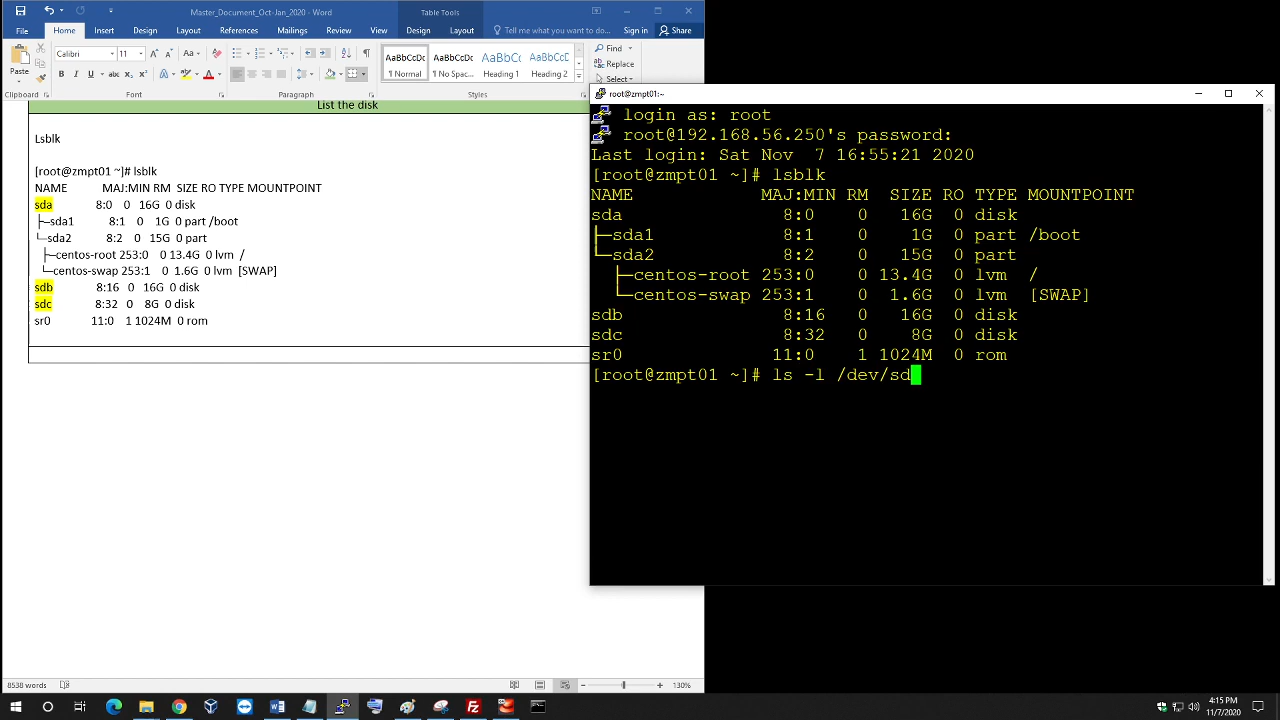 Master_Document_Oct-Jan_2020 - Word
Table Tools
File Home Insert Draw Design Layout References Mailings Review View Design Layout Tell me what you want to do... Sign in Share
Paste
Calibri 11
Aa
B I U abc x₂ x²
AaBbCcDc AaBbCcDc AaBbCc AaBbCcDc
¶ Normal ¶ No Spac... Heading 1 Heading 2
Find
Replace
Select
Clipboard Font Paragraph Styles
List the disk
Lsblk
[root@zmpt01 ~]# lsblk
NAME MAJ:MIN RM SIZE RO TYPE MOUNTPOINT
sda 8:0 0 16G 0 disk
├─sda1 8:1 0 1G 0 part /boot
└─sda2 8:2 0 15G 0 part
├─centos-root 253:0 0 13.4G 0 lvm /
└─centos-swap 253:1 0 1.6G 0 lvm [SWAP]
sdb 8:16 0 16G 0 disk
sdc 8:32 0 8G 0 disk
sr0 11:0 1 1024M 0 rom
root@zmpt01:~
login as: root
root@192.168.56.250's password:
Last login: Sat Nov 7 16:55:21 2020
[root@zmpt01 ~]# lsblk
NAME MAJ:MIN RM SIZE RO TYPE MOUNTPOINT
sda 8:0 0 16G 0 disk
├─sda1 8:1 0 1G 0 part /boot
└─sda2 8:2 0 15G 0 part
├─centos-root 253:0 0 13.4G 0 lvm /
└─centos-swap 253:1 0 1.6G 0 lvm [SWAP]
sdb 8:16 0 16G 0 disk
sdc 8:32 0 8G 0 disk
sr0 11:0 1 1024M 0 rom
[root@zmpt01 ~]# ls -l /dev/sd
8538 words
130%
4:15 PM
11/7/2020